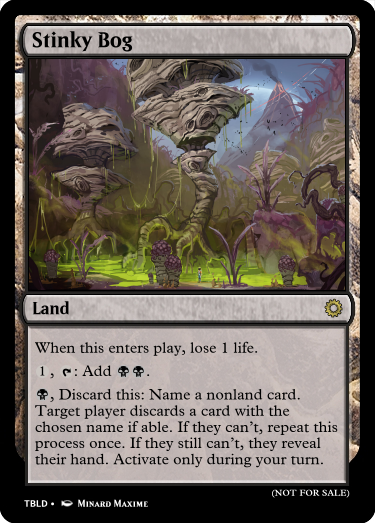 Stinky Bog
Land
When this enters play, lose 1 life.
1 , : Add .
, Discard this: Name a nonland card.
Target player discards a card with the
chosen name if able. If they can't, repeat this
process once. If they still can't, they reveal
their hand. Activate only during your turn.
(NOT FOR SALE)
TBLD • Minard Maxime